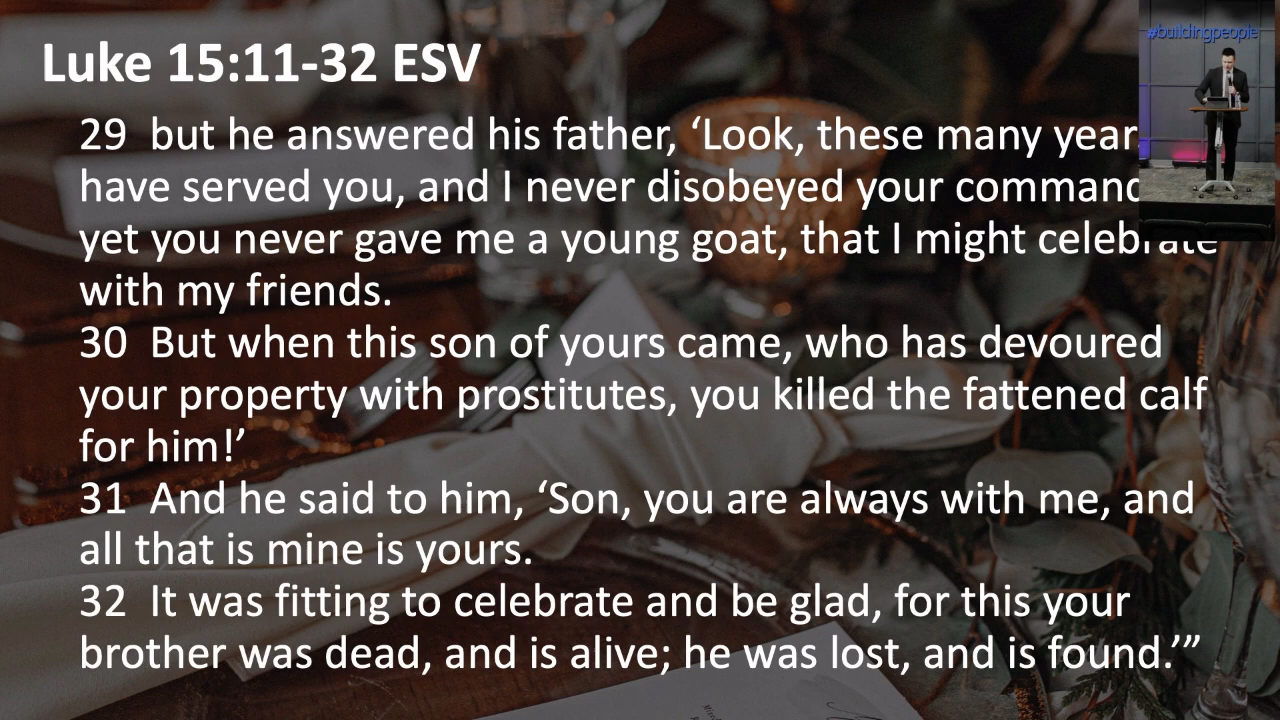 Luke 15:11-32 ESV
#buildingpeople
29 but he answered his father, ‘Look, these many year
have served you, and I never disobeyed your command
yet you never gave me a young goat, that I might celebrate
with my friends.
30 But when this son of yours came, who has devoured
your property with prostitutes, you killed the fattened calf
for him!’
31 And he said to him, ‘Son, you are always with me, and
all that is mine is yours.
32 It was fitting to celebrate and be glad, for this your
brother was dead, and is alive; he was lost, and is found.’”